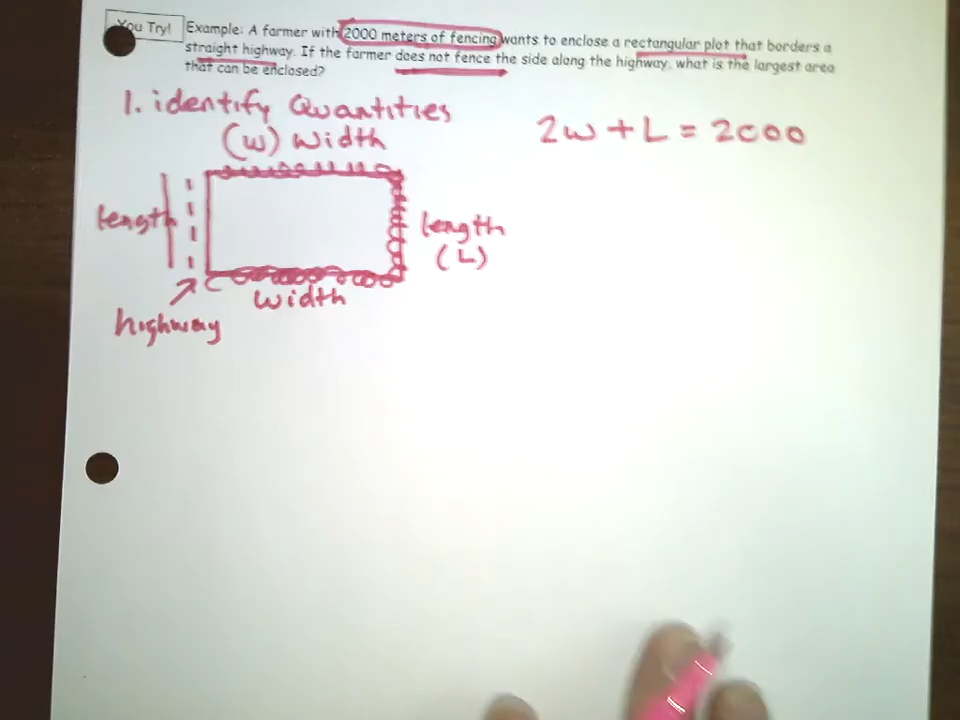 You Try! Example: A farmer with 2000 meters of fencing wants to enclose a rectangular plot that borders a
straight highway. If the farmer does not fence the side along the highway, what is the largest area
that can be enclosed?
1. identify Quantities
(w) width
2w + L = 2000
length
length
(L)
width
highway